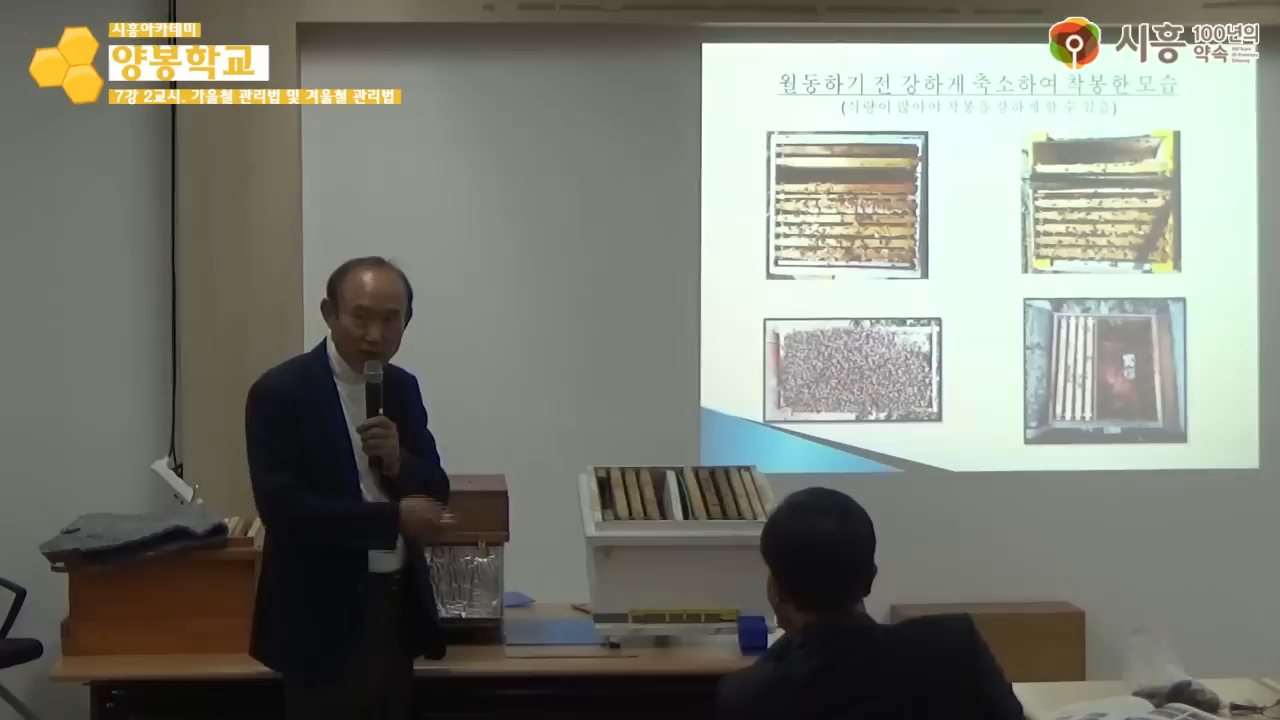 시흥아카데미
양봉학교
7강 2교시. 가을철 관리법 및 겨울철 관리법
시흥 100년의 약속
월동하기 전 강하게 축소하여 착봉한 모습
(식량이 많아야 착봉을 강하게 할 수 있음)